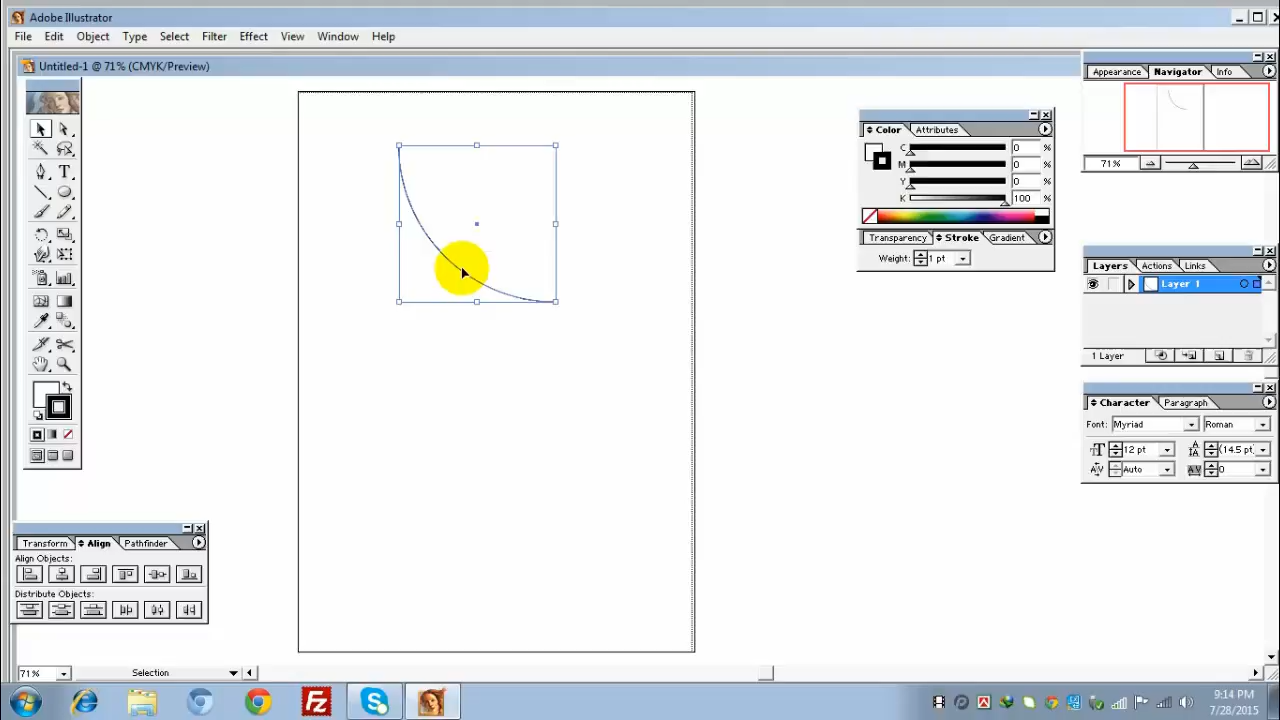 Adobe Illustrator
File Edit Object Type Select Filter Effect View Window Help
Untitled-1 @ 71% (CMYK/Preview)
Appearance Navigator Info
71%
Color Attributes
C 0 %
M 0 %
Y 0 %
K 100 %
Transparency Stroke Gradient
Weight: 1 pt
Layers Actions Links
Layer 1
1 Layer
Character Paragraph
Font: Myriad Roman
12 pt (14.5 pt
Auto 0
Transform Align Pathfinder
Align Objects:
Distribute Objects:
71% Selection
9:14 PM
7/28/2015